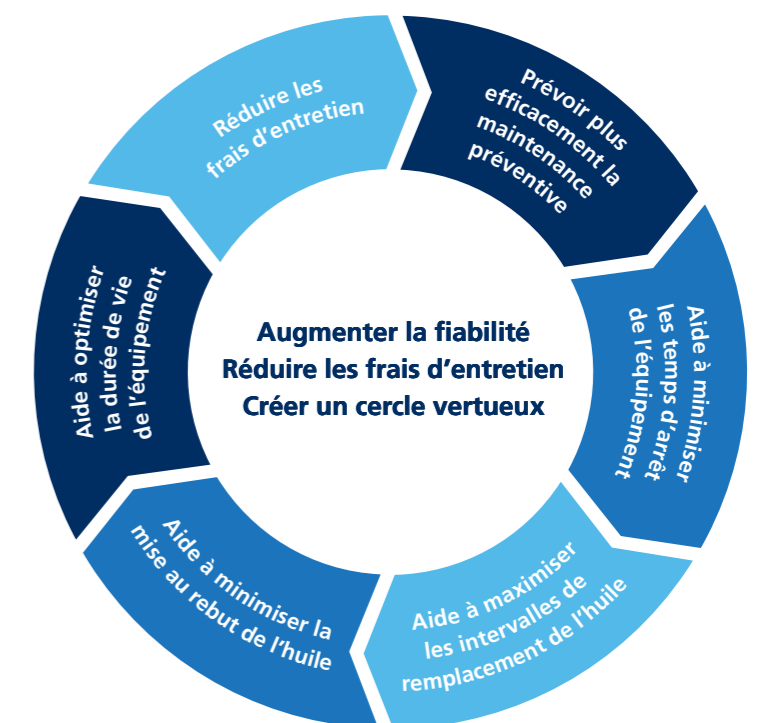 Réduire les
frais d’entretien
Prévoir plus
efficacement la
maintenance
préventive
Aide à minimiser
les temps d’arrêt
de l’équipement
Aide à maximiser
les intervalles de
remplacement de l’huile
Aide à minimiser la
mise au rebut de l’huile
Aide à optimiser
la durée de vie
de l’équipement
Augmenter la fiabilité
Réduire les frais d’entretien
Créer un cercle vertueux